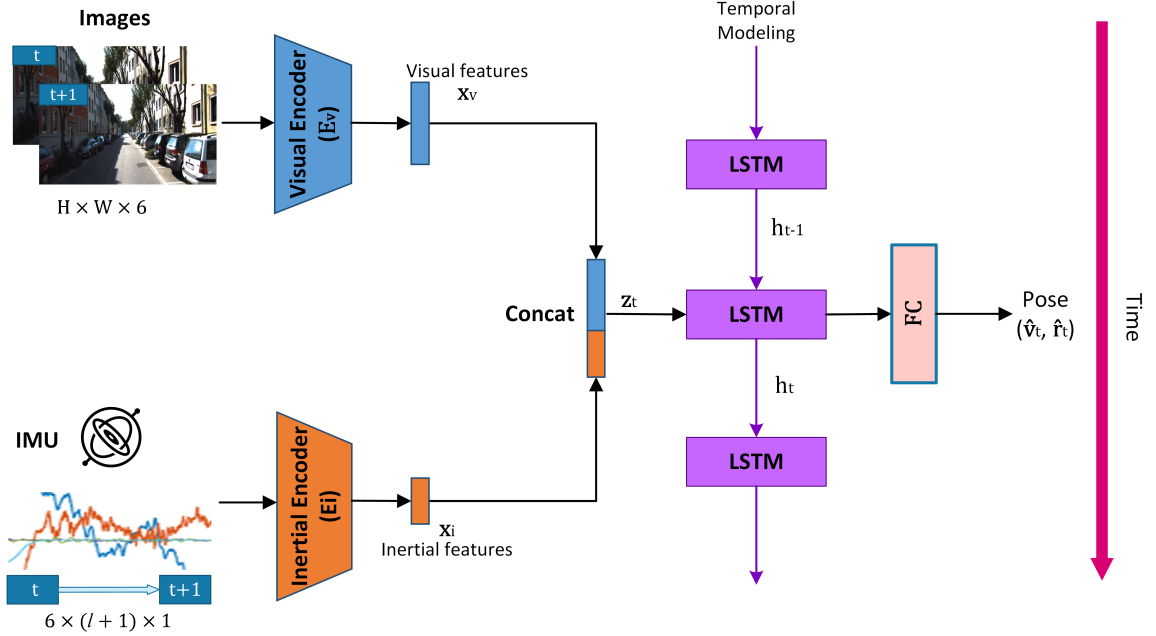 Images
t
t+1
H × W × 6
Visual Encoder
(Ev)
Visual features
xv
Temporal
Modeling
LSTM
ht-1
Concat
zt
LSTM
FC
Pose
(v̂t, r̂t)
Time
ht
LSTM
IMU
Inertial Encoder
(Ei)
xi
Inertial features
t
t+1
6 × (l + 1) × 1